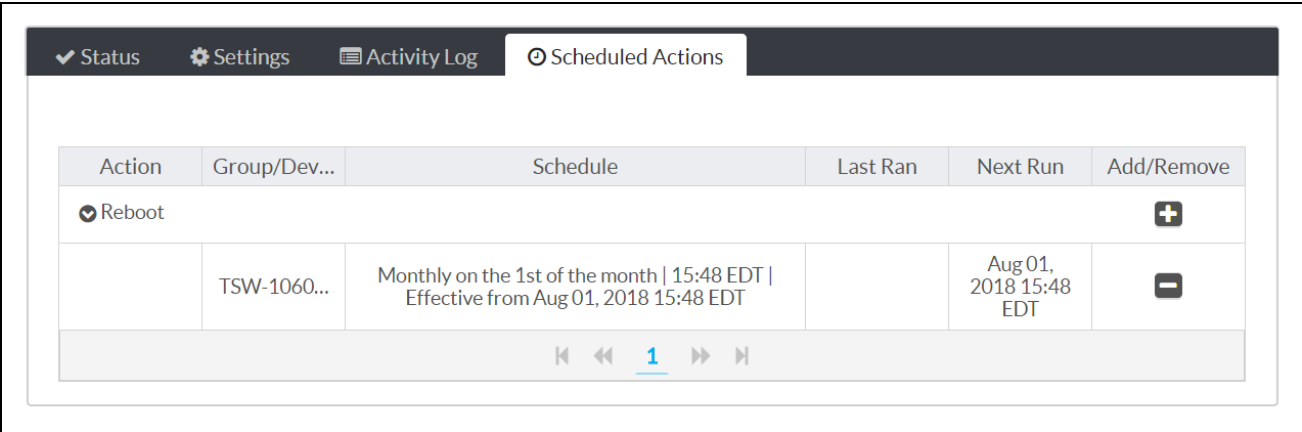 Status Settings Activity Log Scheduled Actions
Action Group/Dev... Schedule Last Ran Next Run Add/Remove
Reboot
TSW-1060... Monthly on the 1st of the month | 15:48 EDT |
Effective from Aug 01, 2018 15:48 EDT
Aug 01,
2018 15:48
EDT
1